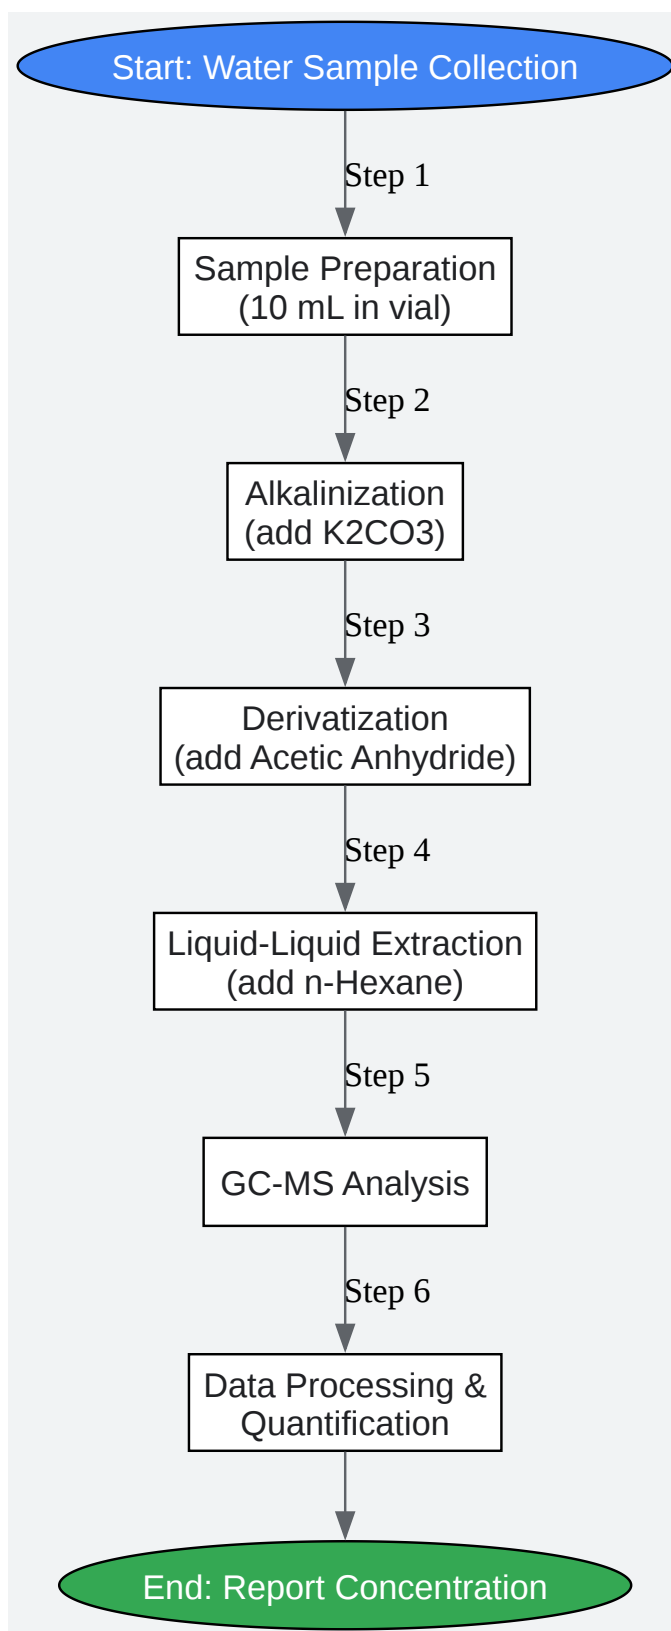 Start: Water Sample Collection
Step 1
Sample Preparation
(10 mL in vial)
Step 2
Alkalinization
(add K2CO3)
Step 3
Derivatization
(add Acetic Anhydride)
Step 4
Liquid-Liquid Extraction
(add n-Hexane)
Step 5
GC-MS Analysis
Step 6
Data Processing &
Quantification
End: Report Concentration